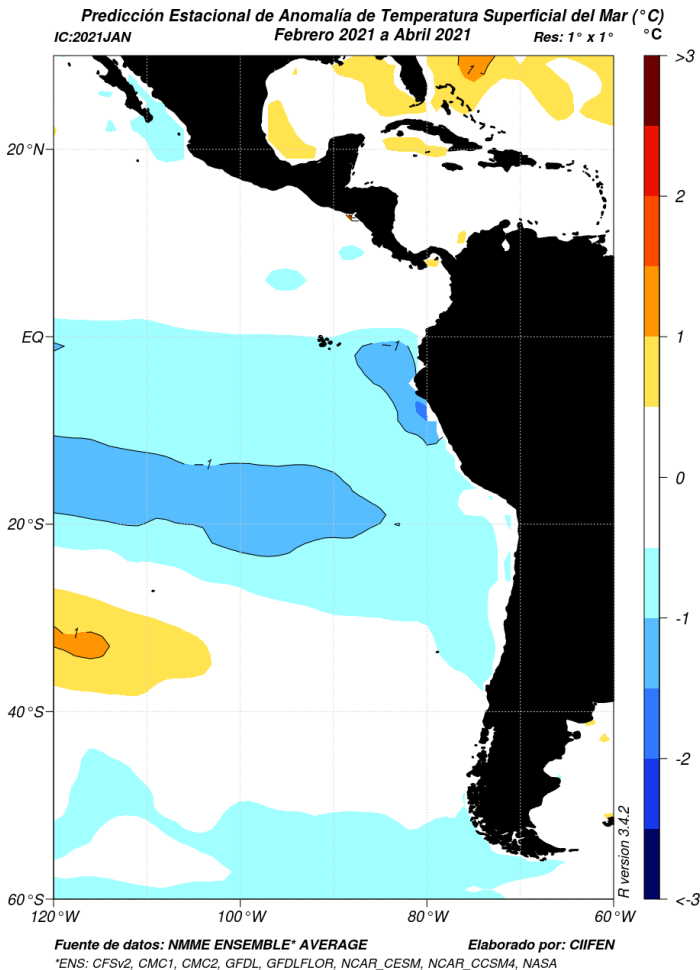 Predicción Estacional de Anomalía de Temperatura Superficial del Mar (°C)
IC:2021JAN Febrero 2021 a Abril 2021 Res: 1° x 1° °C
>3
2
1
0
-1
-2
<-3
20°N
EQ
20°S
40°S
60°S
120°W 100°W 80°W 60°W
1
1
-1
-1
1
R version 3.4.2
Fuente de datos: NMME ENSEMBLE* AVERAGE Elaborado por: CIIFEN
*ENS: CFSv2, CMC1, CMC2, GFDL, GFDLFLOR, NCAR_CESM, NCAR_CCSM4, NASA